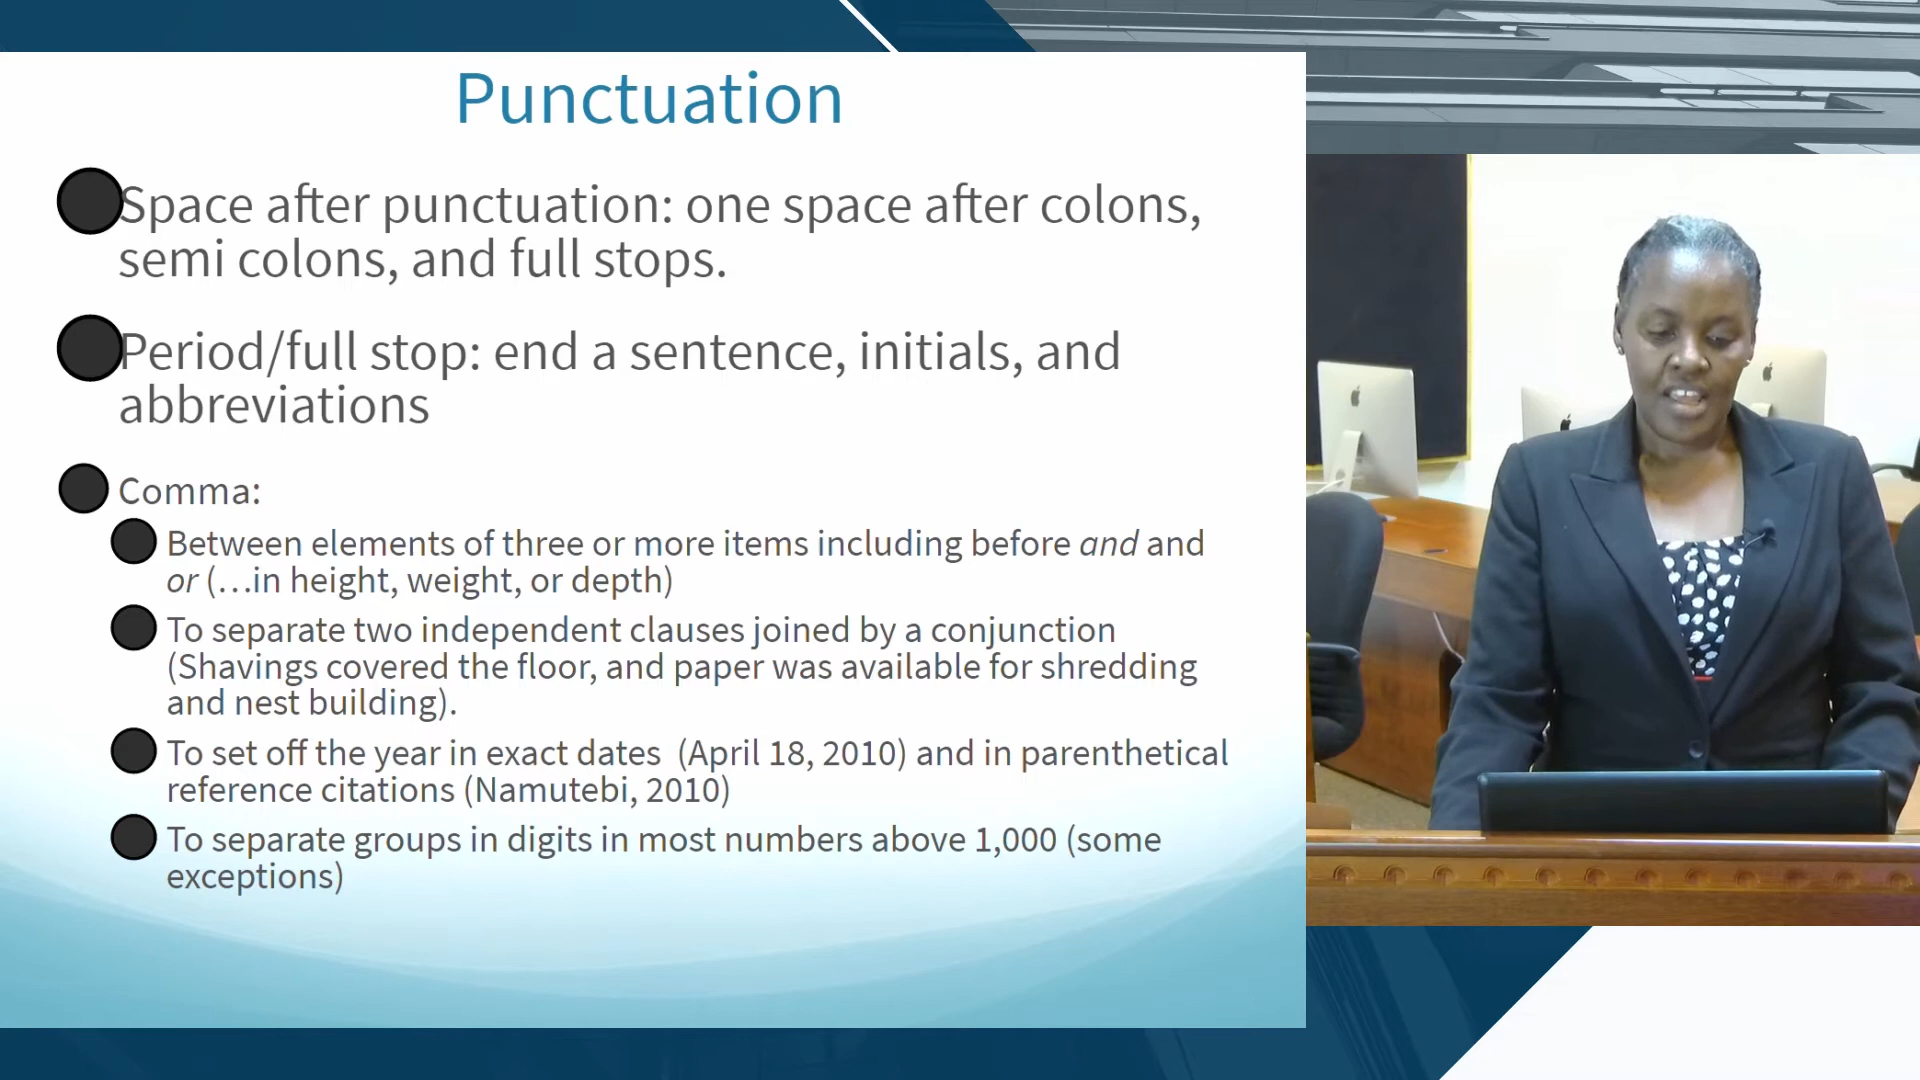 Punctuation
Space after punctuation: one space after colons,
semi colons, and full stops.
Period/full stop: end a sentence, initials, and
abbreviations
Comma:
Between elements of three or more items including before and and
or (…in height, weight, or depth)
To separate two independent clauses joined by a conjunction
(Shavings covered the floor, and paper was available for shredding
and nest building).
To set off the year in exact dates  (April 18, 2010) and in parenthetical
reference citations (Namutebi, 2010)
To separate groups in digits in most numbers above 1,000 (some
exceptions)